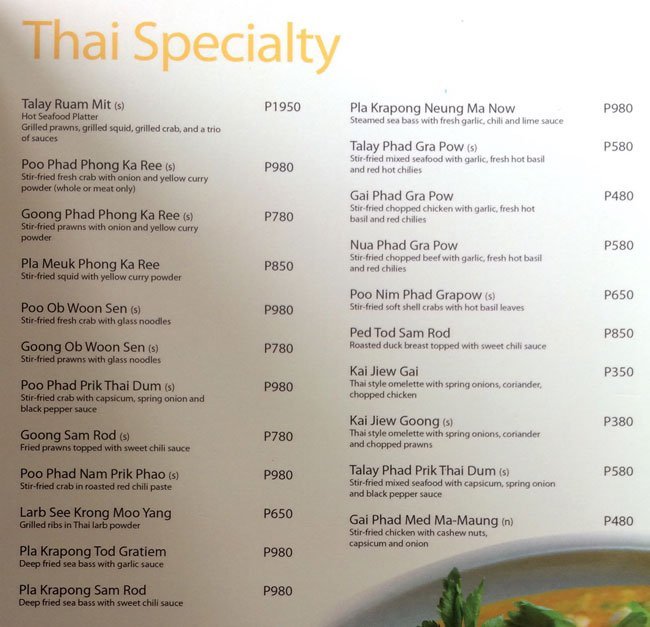 Thai Specialty
Talay Ruam Mit (s) P1950
Hot Seafood Platter
Grilled prawns, grilled squid, grilled crab, and a trio
of sauces
Poo Phad Phong Ka Ree (s) P980
Stir-fried fresh crab with onion and yellow curry
powder (whole or meat only)
Goong Phad Phong Ka Ree (s) P780
Stir-fried prawns with onion and yellow curry
powder
Pla Meuk Phong Ka Ree P850
Stir-fried squid with yellow curry powder
Poo Ob Woon Sen (s) P980
Stir-fried fresh crab with glass noodles
Goong Ob Woon Sen (s) P780
Stir-fried prawns with glass noodles
Poo Phad Prik Thai Dum (s) P980
Stir-fried crab with capsicum, spring onion and
black pepper sauce
Goong Sam Rod (s) P780
Fried prawns topped with sweet chili sauce
Poo Phad Nam Prik Phao (s) P980
Stir-fried crab in roasted red chili paste
Larb See Krong Moo Yang P650
Grilled ribs in Thai larb powder
Pla Krapong Tod Gratiem P980
Deep fried sea bass with garlic sauce
Pla Krapong Sam Rod P980
Deep fried sea bass with sweet chili sauce
Pla Krapong Neung Ma Now P980
Steamed sea bass with fresh garlic, chili and lime sauce
Talay Phad Gra Pow (s) P580
Stir-fried mixed seafood with garlic, fresh hot basil
and red hot chilies
Gai Phad Gra Pow P480
Stir-fried chopped chicken with garlic, fresh hot
basil and red chilies
Nua Phad Gra Pow P580
Stir-fried chopped beef with garlic, fresh hot basil
and red chilies
Poo Nim Phad Grapow (s) P650
Stir-fried soft shell crabs with hot basil leaves
Ped Tod Sam Rod P850
Roasted duck breast topped with sweet chili sauce
Kai Jiew Gai P350
Thai style omelette with spring onions, coriander,
chopped chicken
Kai Jiew Goong (s) P380
Thai style omelette with spring onions, coriander
and chopped prawns
Talay Phad Prik Thai Dum (s) P580
Stir-fried mixed seafood with capsicum, spring onion
and black pepper sauce
Gai Phad Med Ma-Maung (n) P480
Stir-fried chicken with cashew nuts,
capsicum and onion